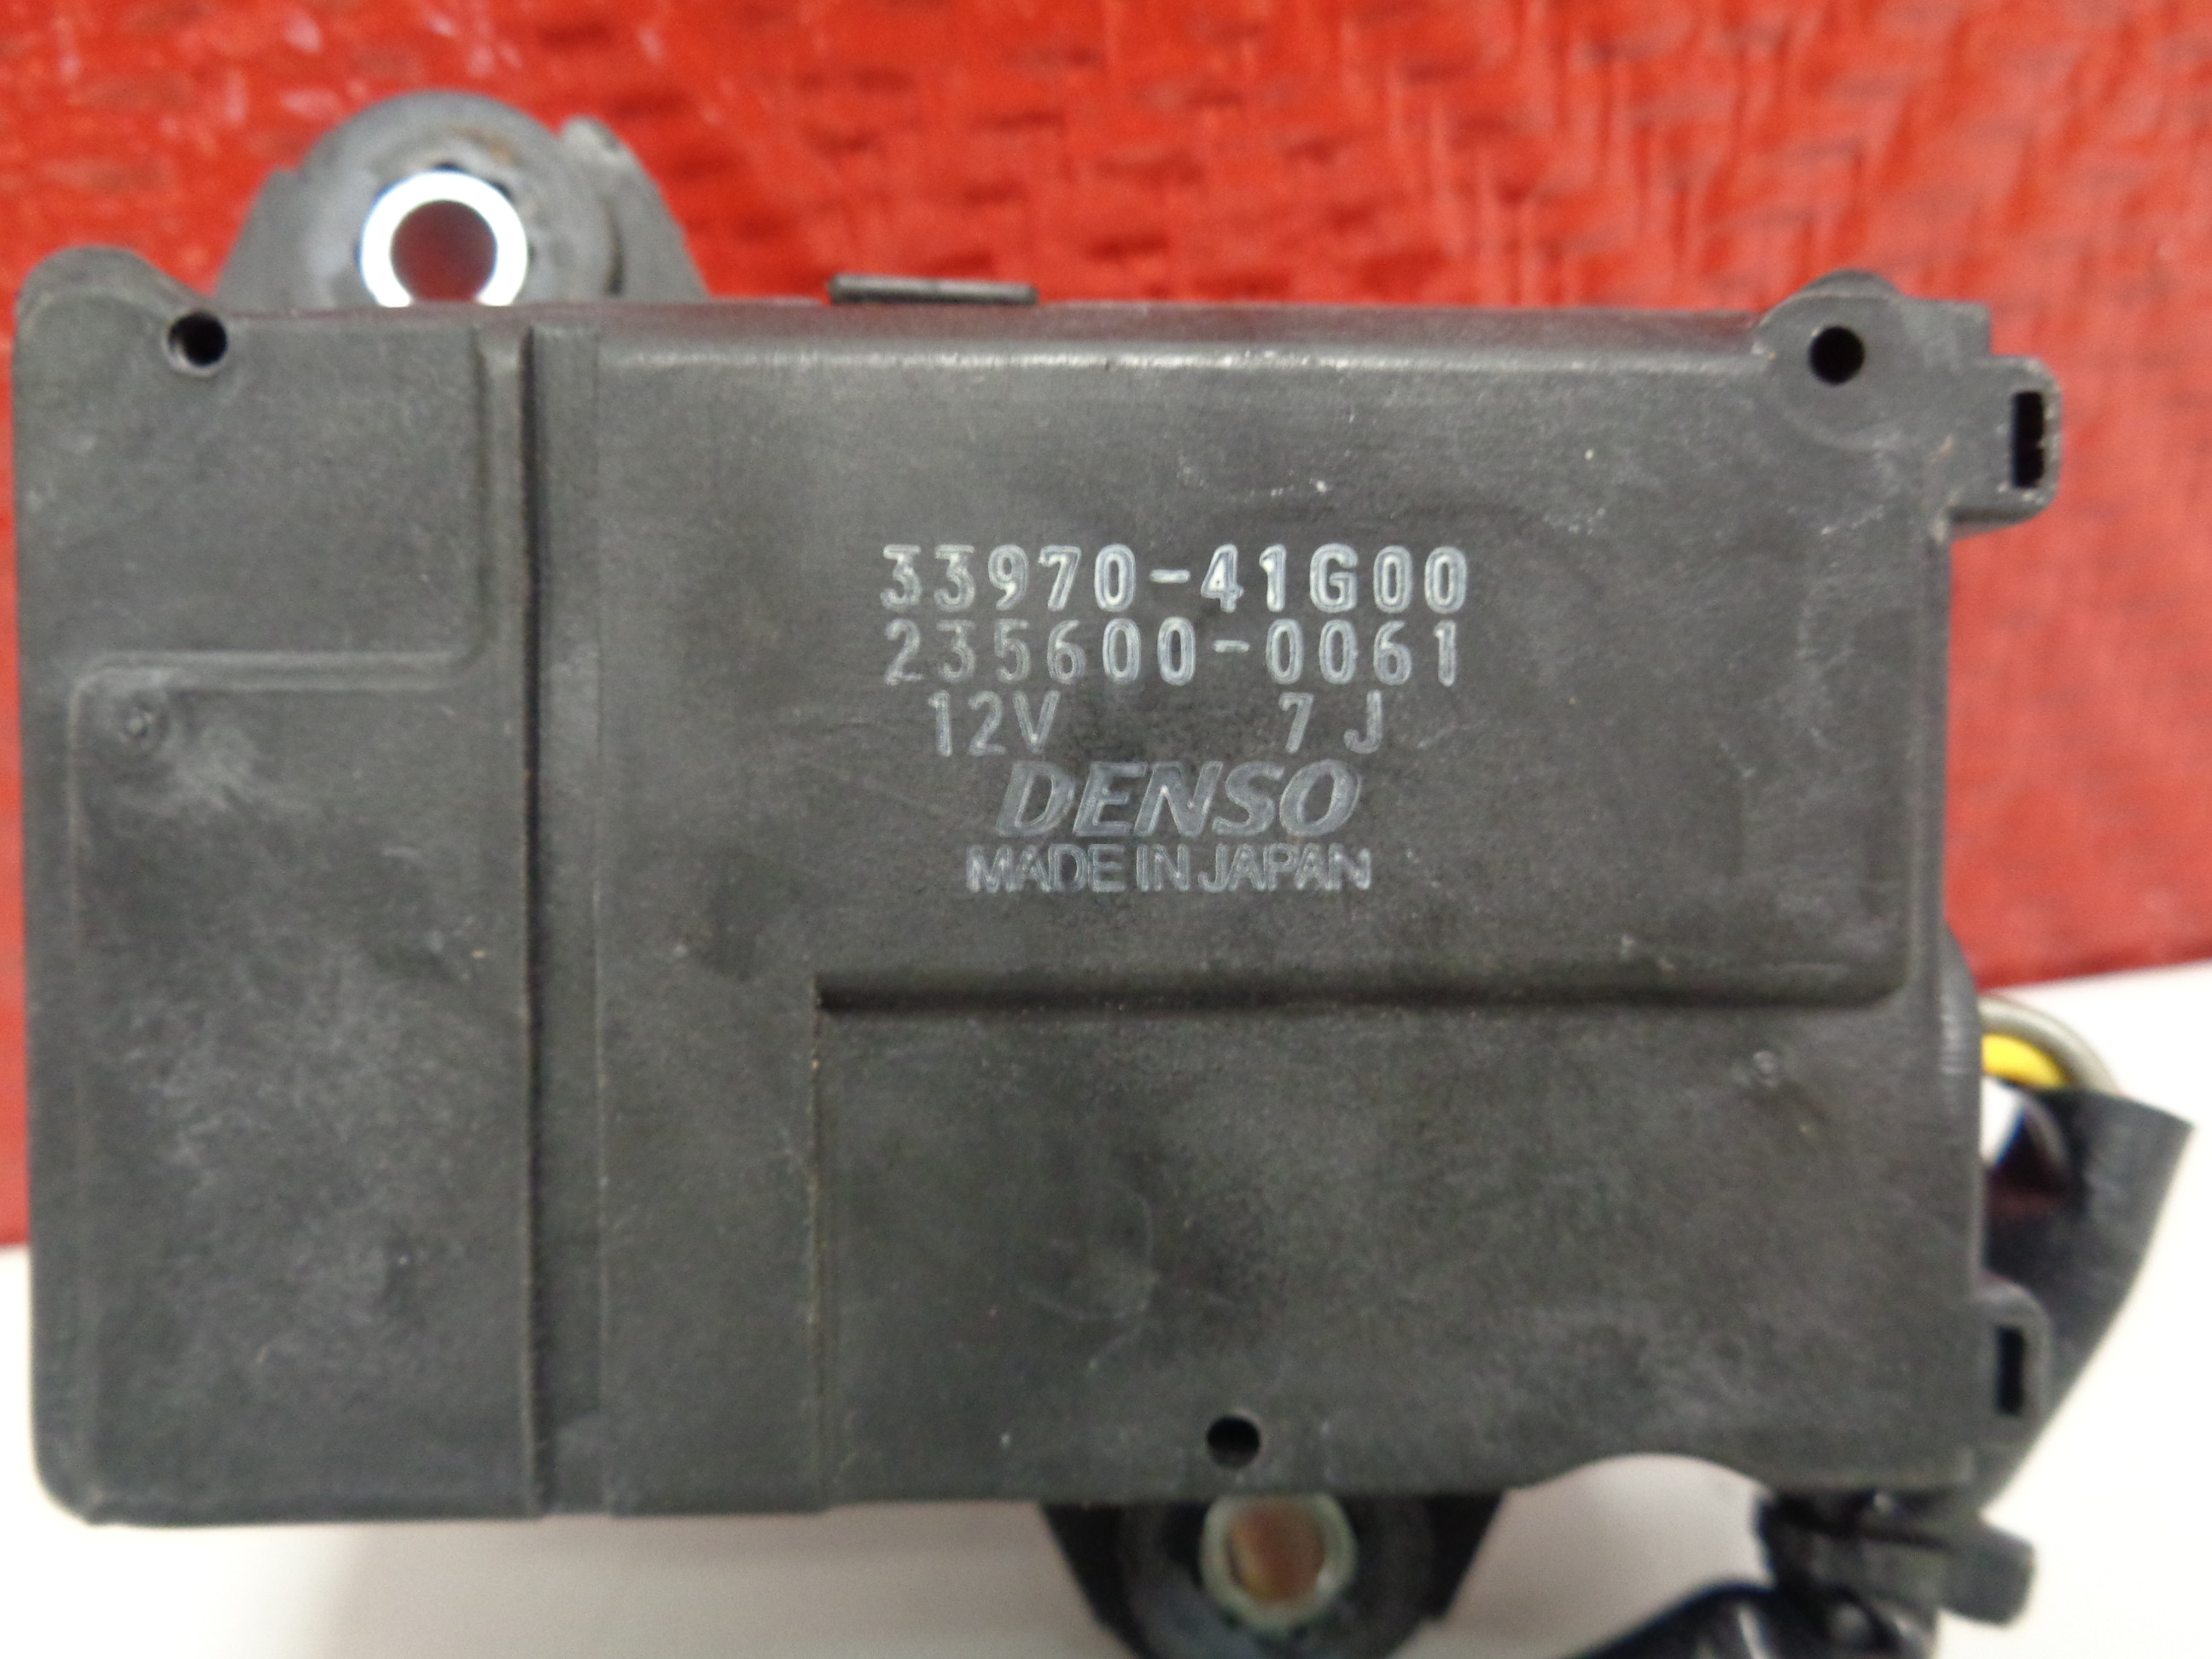 33970-41G00
235600-0061
12V 7J
DENSO
MADE IN JAPAN